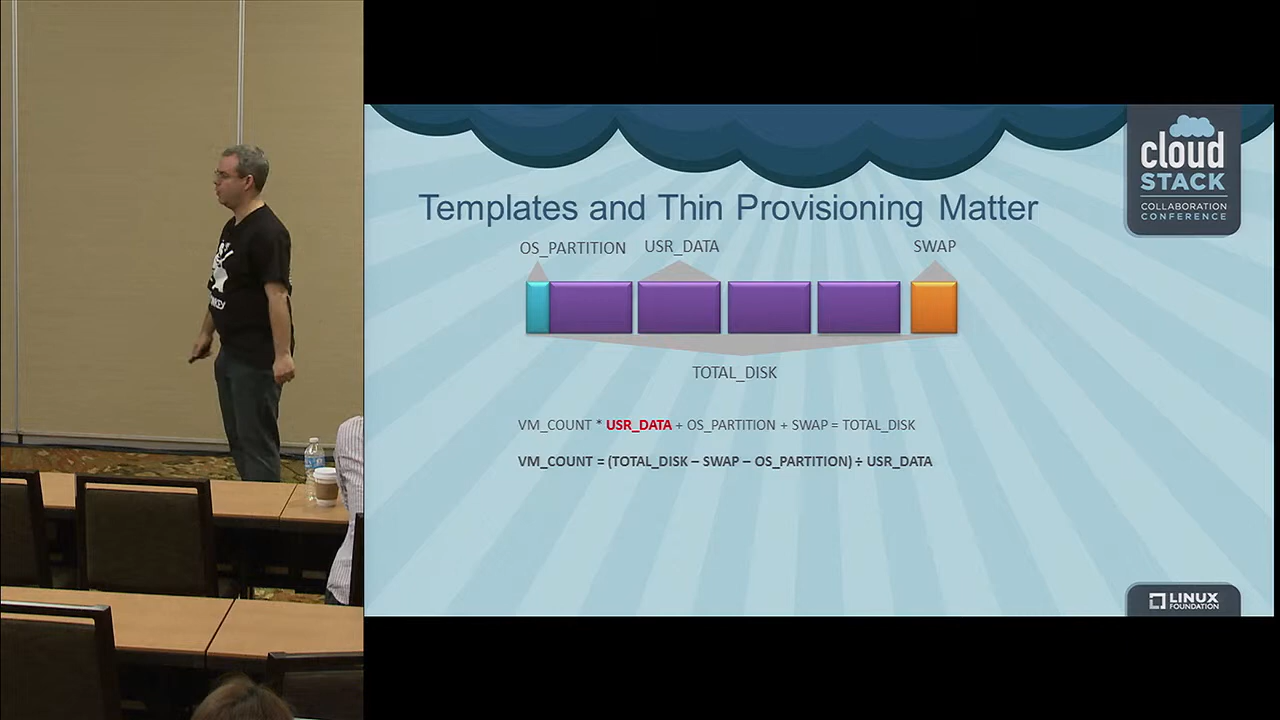 cloud
STACK
COLLABORATION
CONFERENCE
Templates and Thin Provisioning Matter
OS_PARTITION USR_DATA SWAP
TOTAL_DISK
VM_COUNT * USR_DATA + OS_PARTITION + SWAP = TOTAL_DISK
VM_COUNT = (TOTAL_DISK – SWAP – OS_PARTITION) ÷ USR_DATA
LINUX
FOUNDATION